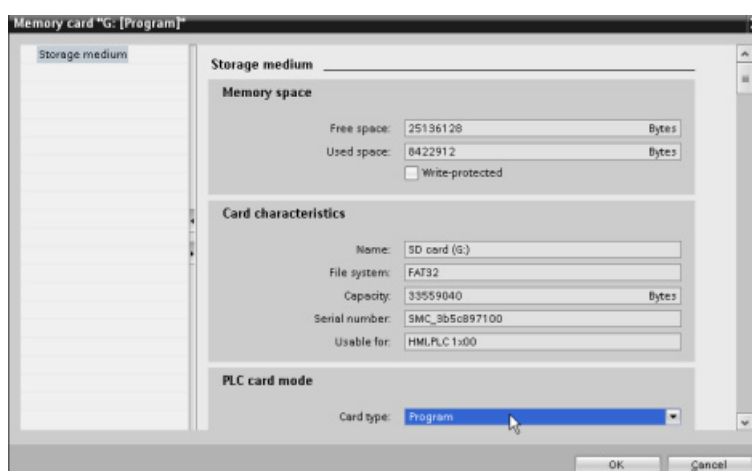 Memory card "G: [Program]"
Storage medium
Storage medium
Memory space
Free space: 25136128 Bytes
Used space: 8422912 Bytes
Write-protected
Card characteristics
Name: SD card (G:)
File system: FAT32
Capacity: 33559040 Bytes
Serial number: SMC_3b5c897100
Usable for: HMI,PLC 1x00
PLC card mode
Card type: Program
OK Cancel